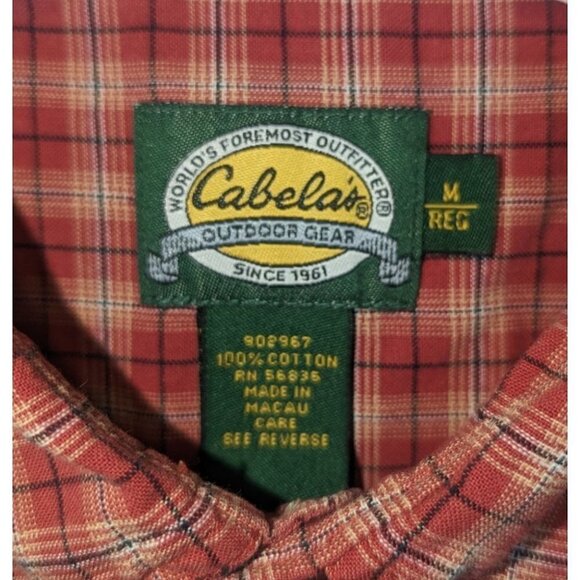 WORLD'S FOREMOST OUTFITTER®
Cabela's®
OUTDOOR GEAR
SINCE 1961
M
REG
902967
100% COTTON
RN 56835
MADE IN
MACAU
CARE
SEE REVERSE